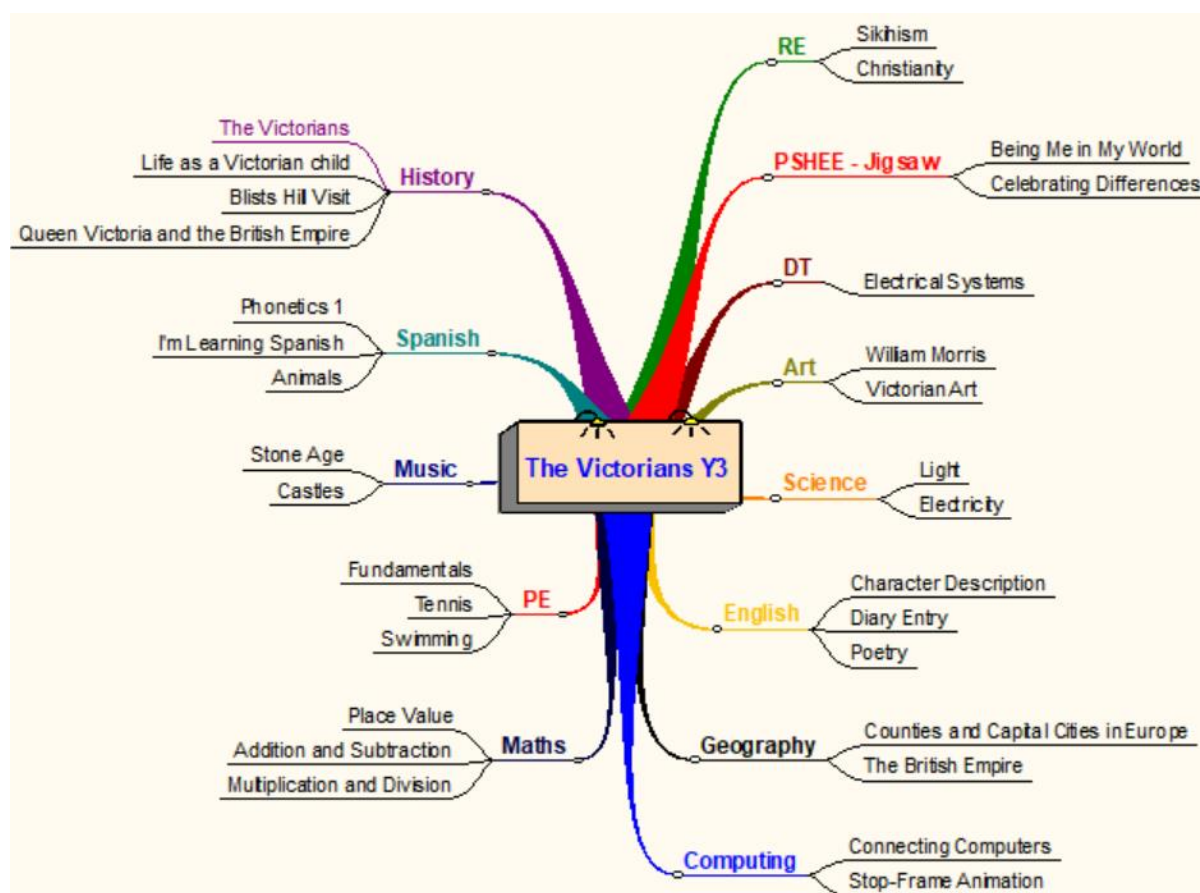 The Victorians Y3
RE
Sikihism
Christianity
PSHEE - Jigsaw
Being Me in My World
Celebrating Differences
DT
Electrical Systems
Art
William Morris
Victorian Art
Science
Light
Electricity
English
Character Description
Diary Entry
Poetry
Geography
Counties and Capital Cities in Europe
The British Empire
Computing
Connecting Computers
Stop-Frame Animation
Maths
Place Value
Addition and Subtraction
Multiplication and Division
PE
Fundamentals
Tennis
Swimming
Music
Stone Age
Castles
Spanish
Phonetics 1
I'm Learning Spanish
Animals
History
The Victorians
Life as a Victorian child
Blists Hill Visit
Queen Victoria and the British Empire